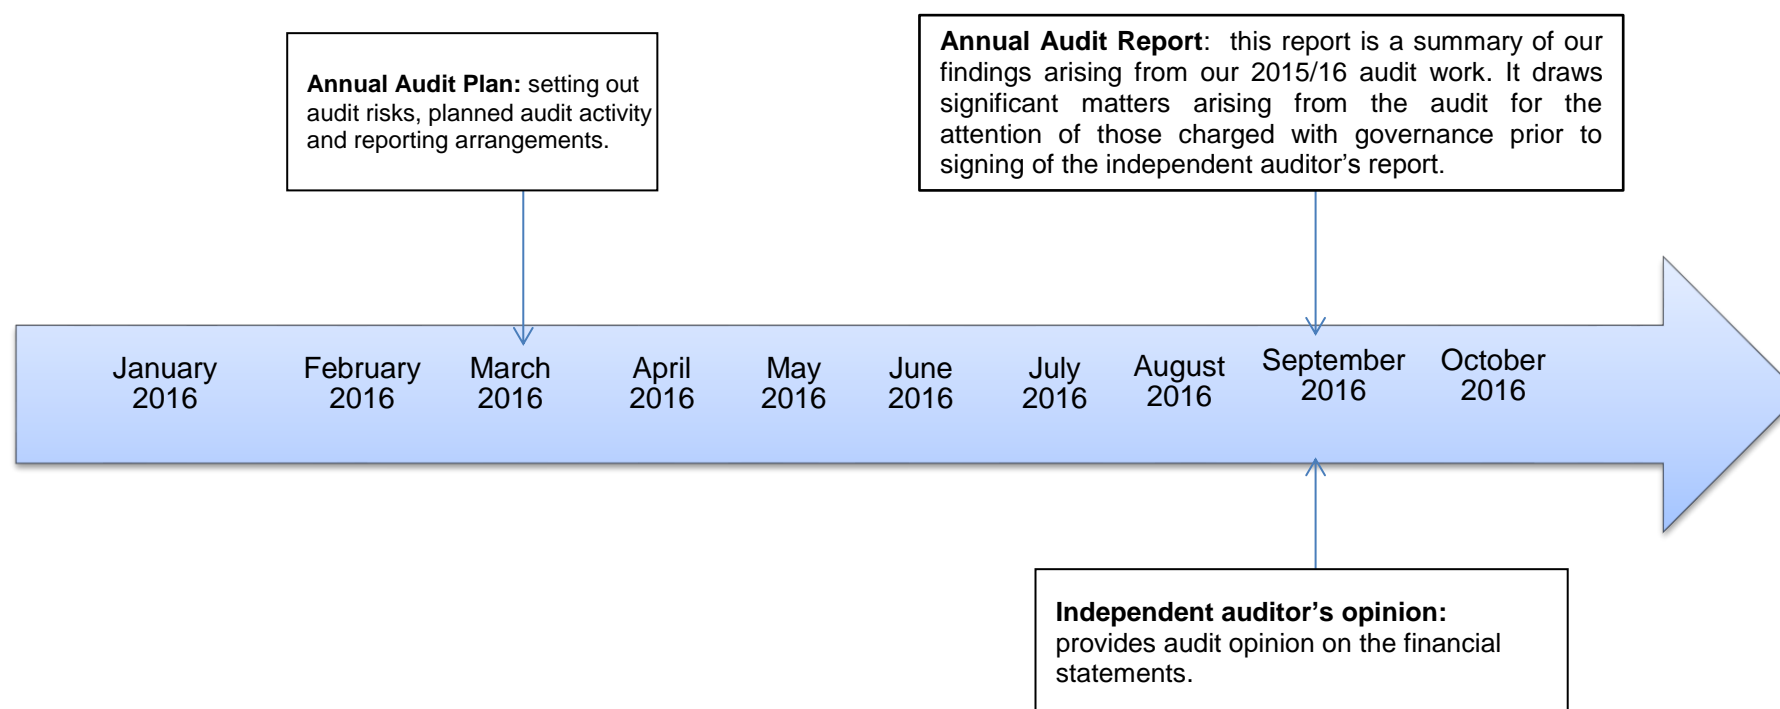 Annual Audit Plan: setting out
audit risks, planned audit activity
and reporting arrangements.
Annual Audit Report:  this report is a summary of our
findings arising from our 2015/16 audit work. It draws
significant matters arising from the audit for the
attention of those charged with governance prior to
signing of the independent auditor’s report.
January
2016
February
2016
March
2016
April
2016
May
2016
June
2016
July
2016
August
2016
September
2016
October
2016
Independent auditor’s opinion:
provides audit opinion on the financial
statements.